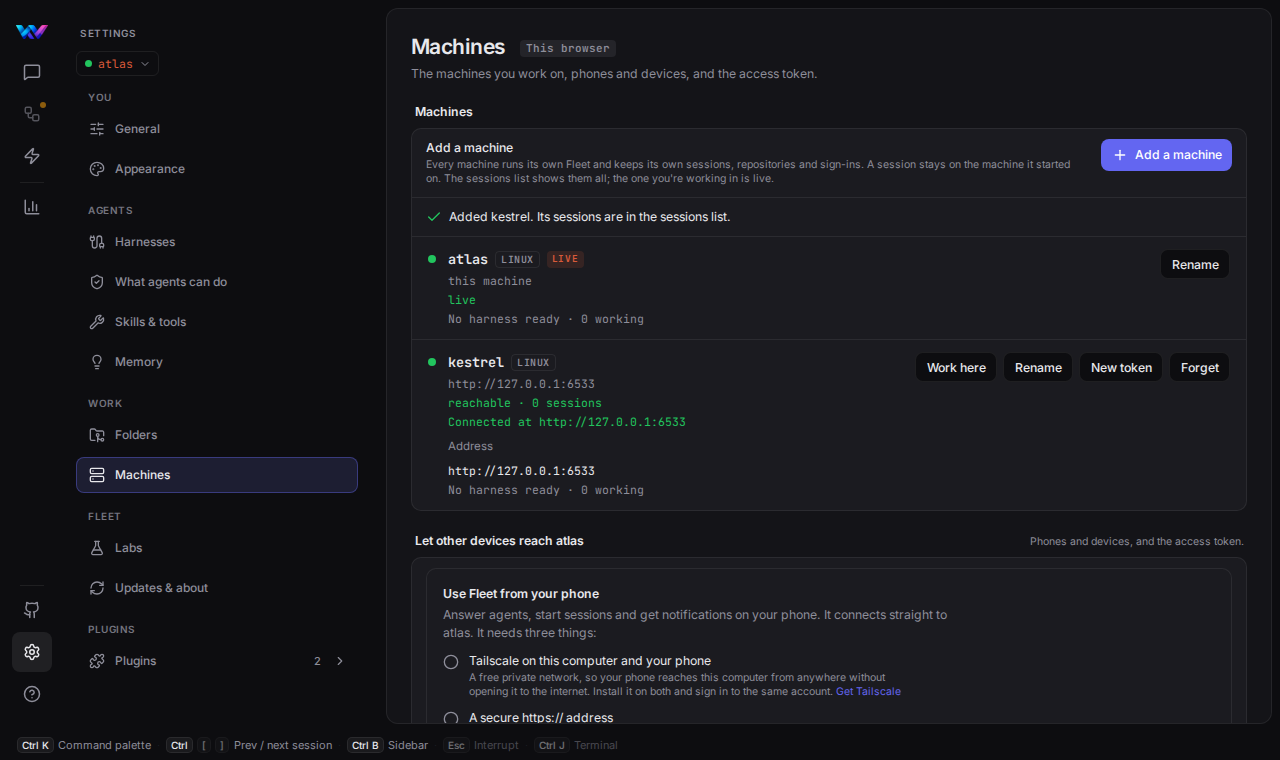 SETTINGS
atlas
YOU
General
Appearance
AGENTS
Harnesses
What agents can do
Skills & tools
Memory
WORK
Folders
Machines
FLEET
Labs
Updates & about
PLUGINS
Plugins 2
Machines This browser
The machines you work on, phones and devices, and the access token.
Machines
Add a machine
Every machine runs its own Fleet and keeps its own sessions, repositories and sign-ins. A session stays on the machine it started
on. The sessions list shows them all; the one you're working in is live.
Add a machine
Added kestrel. Its sessions are in the sessions list.
atlas LINUX LIVE
Rename
this machine
live
No harness ready · 0 working
kestrel LINUX
Work here Rename New token Forget
http://127.0.0.1:6533
reachable · 0 sessions
Connected at http://127.0.0.1:6533
Address
http://127.0.0.1:6533
No harness ready · 0 working
Let other devices reach atlas
Phones and devices, and the access token.
Use Fleet from your phone
Answer agents, start sessions and get notifications on your phone. It connects straight to
atlas. It needs three things:
Tailscale on this computer and your phone
A free private network, so your phone reaches this computer from anywhere without
opening it to the internet. Install it on both and sign in to the same account. Get Tailscale
A secure https:// address
Ctrl K Command palette Ctrl [ ] Prev / next session Ctrl B Sidebar Esc Interrupt Ctrl J Terminal